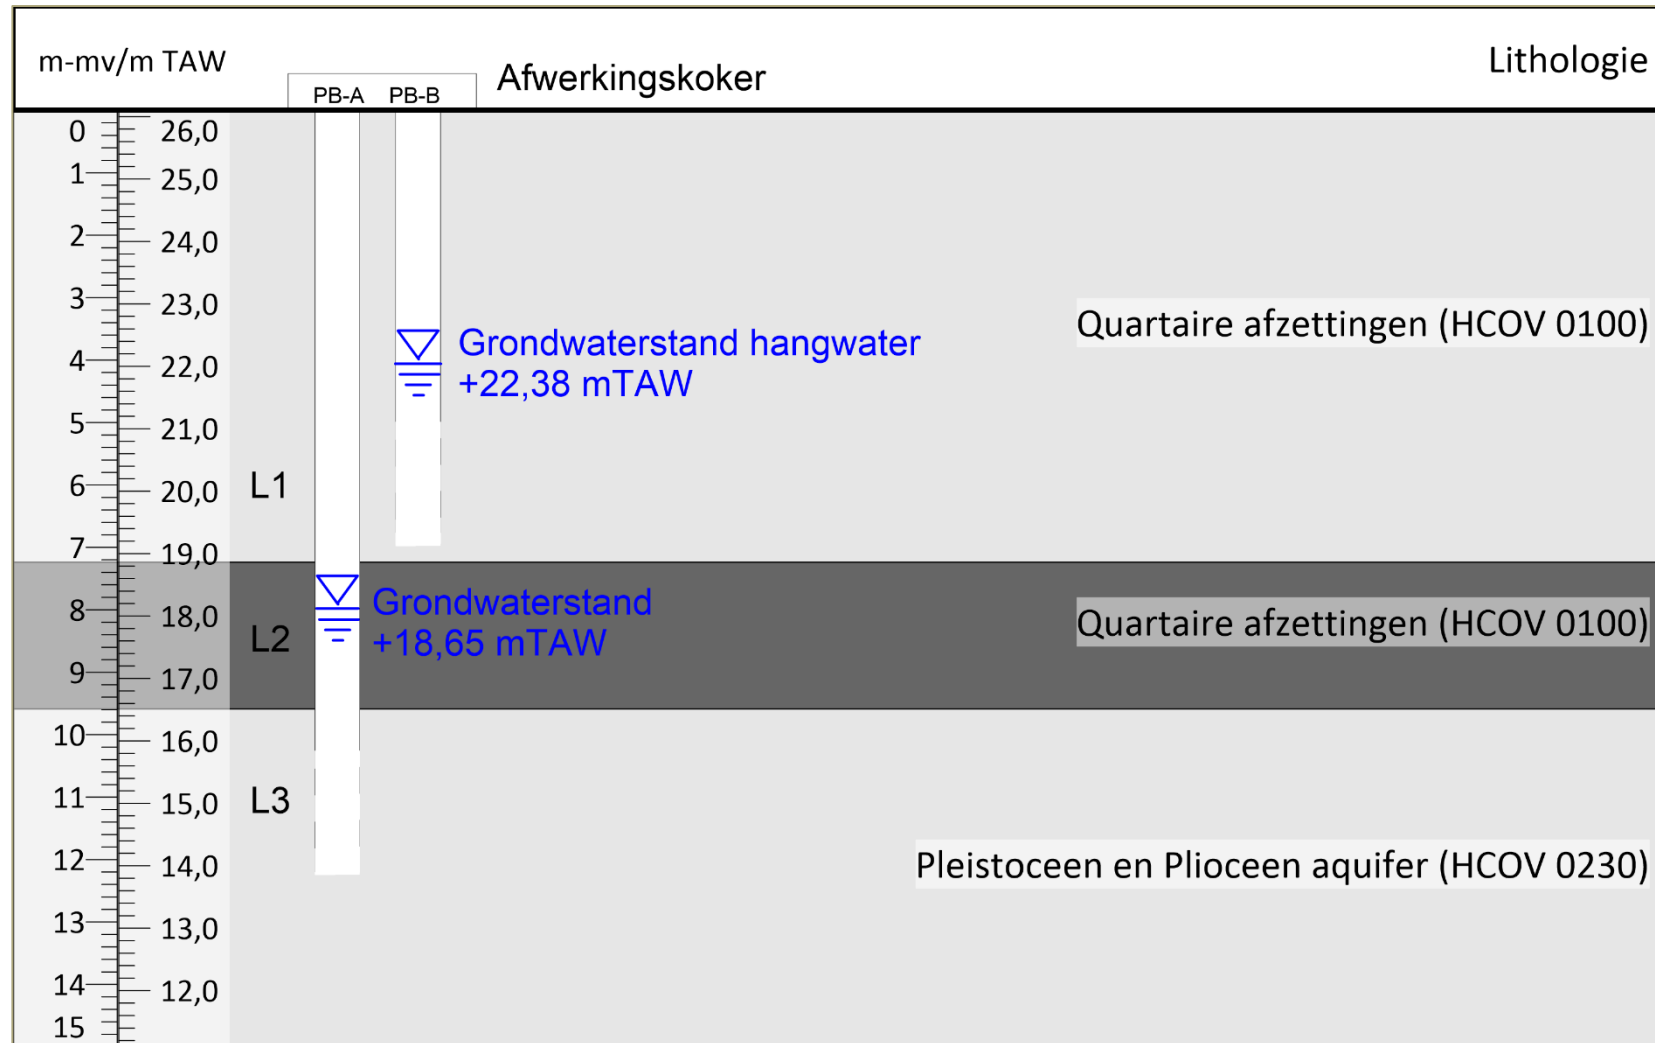 m-mv/m TAW
Afwerkingskoker
Lithologie
PB-A PB-B
0 26,0
1 25,0
2 24,0
3 23,0
Quartaire afzettingen (HCOV 0100)
Grondwaterstand hangwater
+22,38 mTAW
4 22,0
5 21,0
6 20,0
L1
7 19,0
8 18,0
Grondwaterstand
+18,65 mTAW
Quartaire afzettingen (HCOV 0100)
L2
9 17,0
10 16,0
11 15,0
L3
12 14,0
Pleistoceen en Plioceen aquifer (HCOV 0230)
13 13,0
14 12,0
15